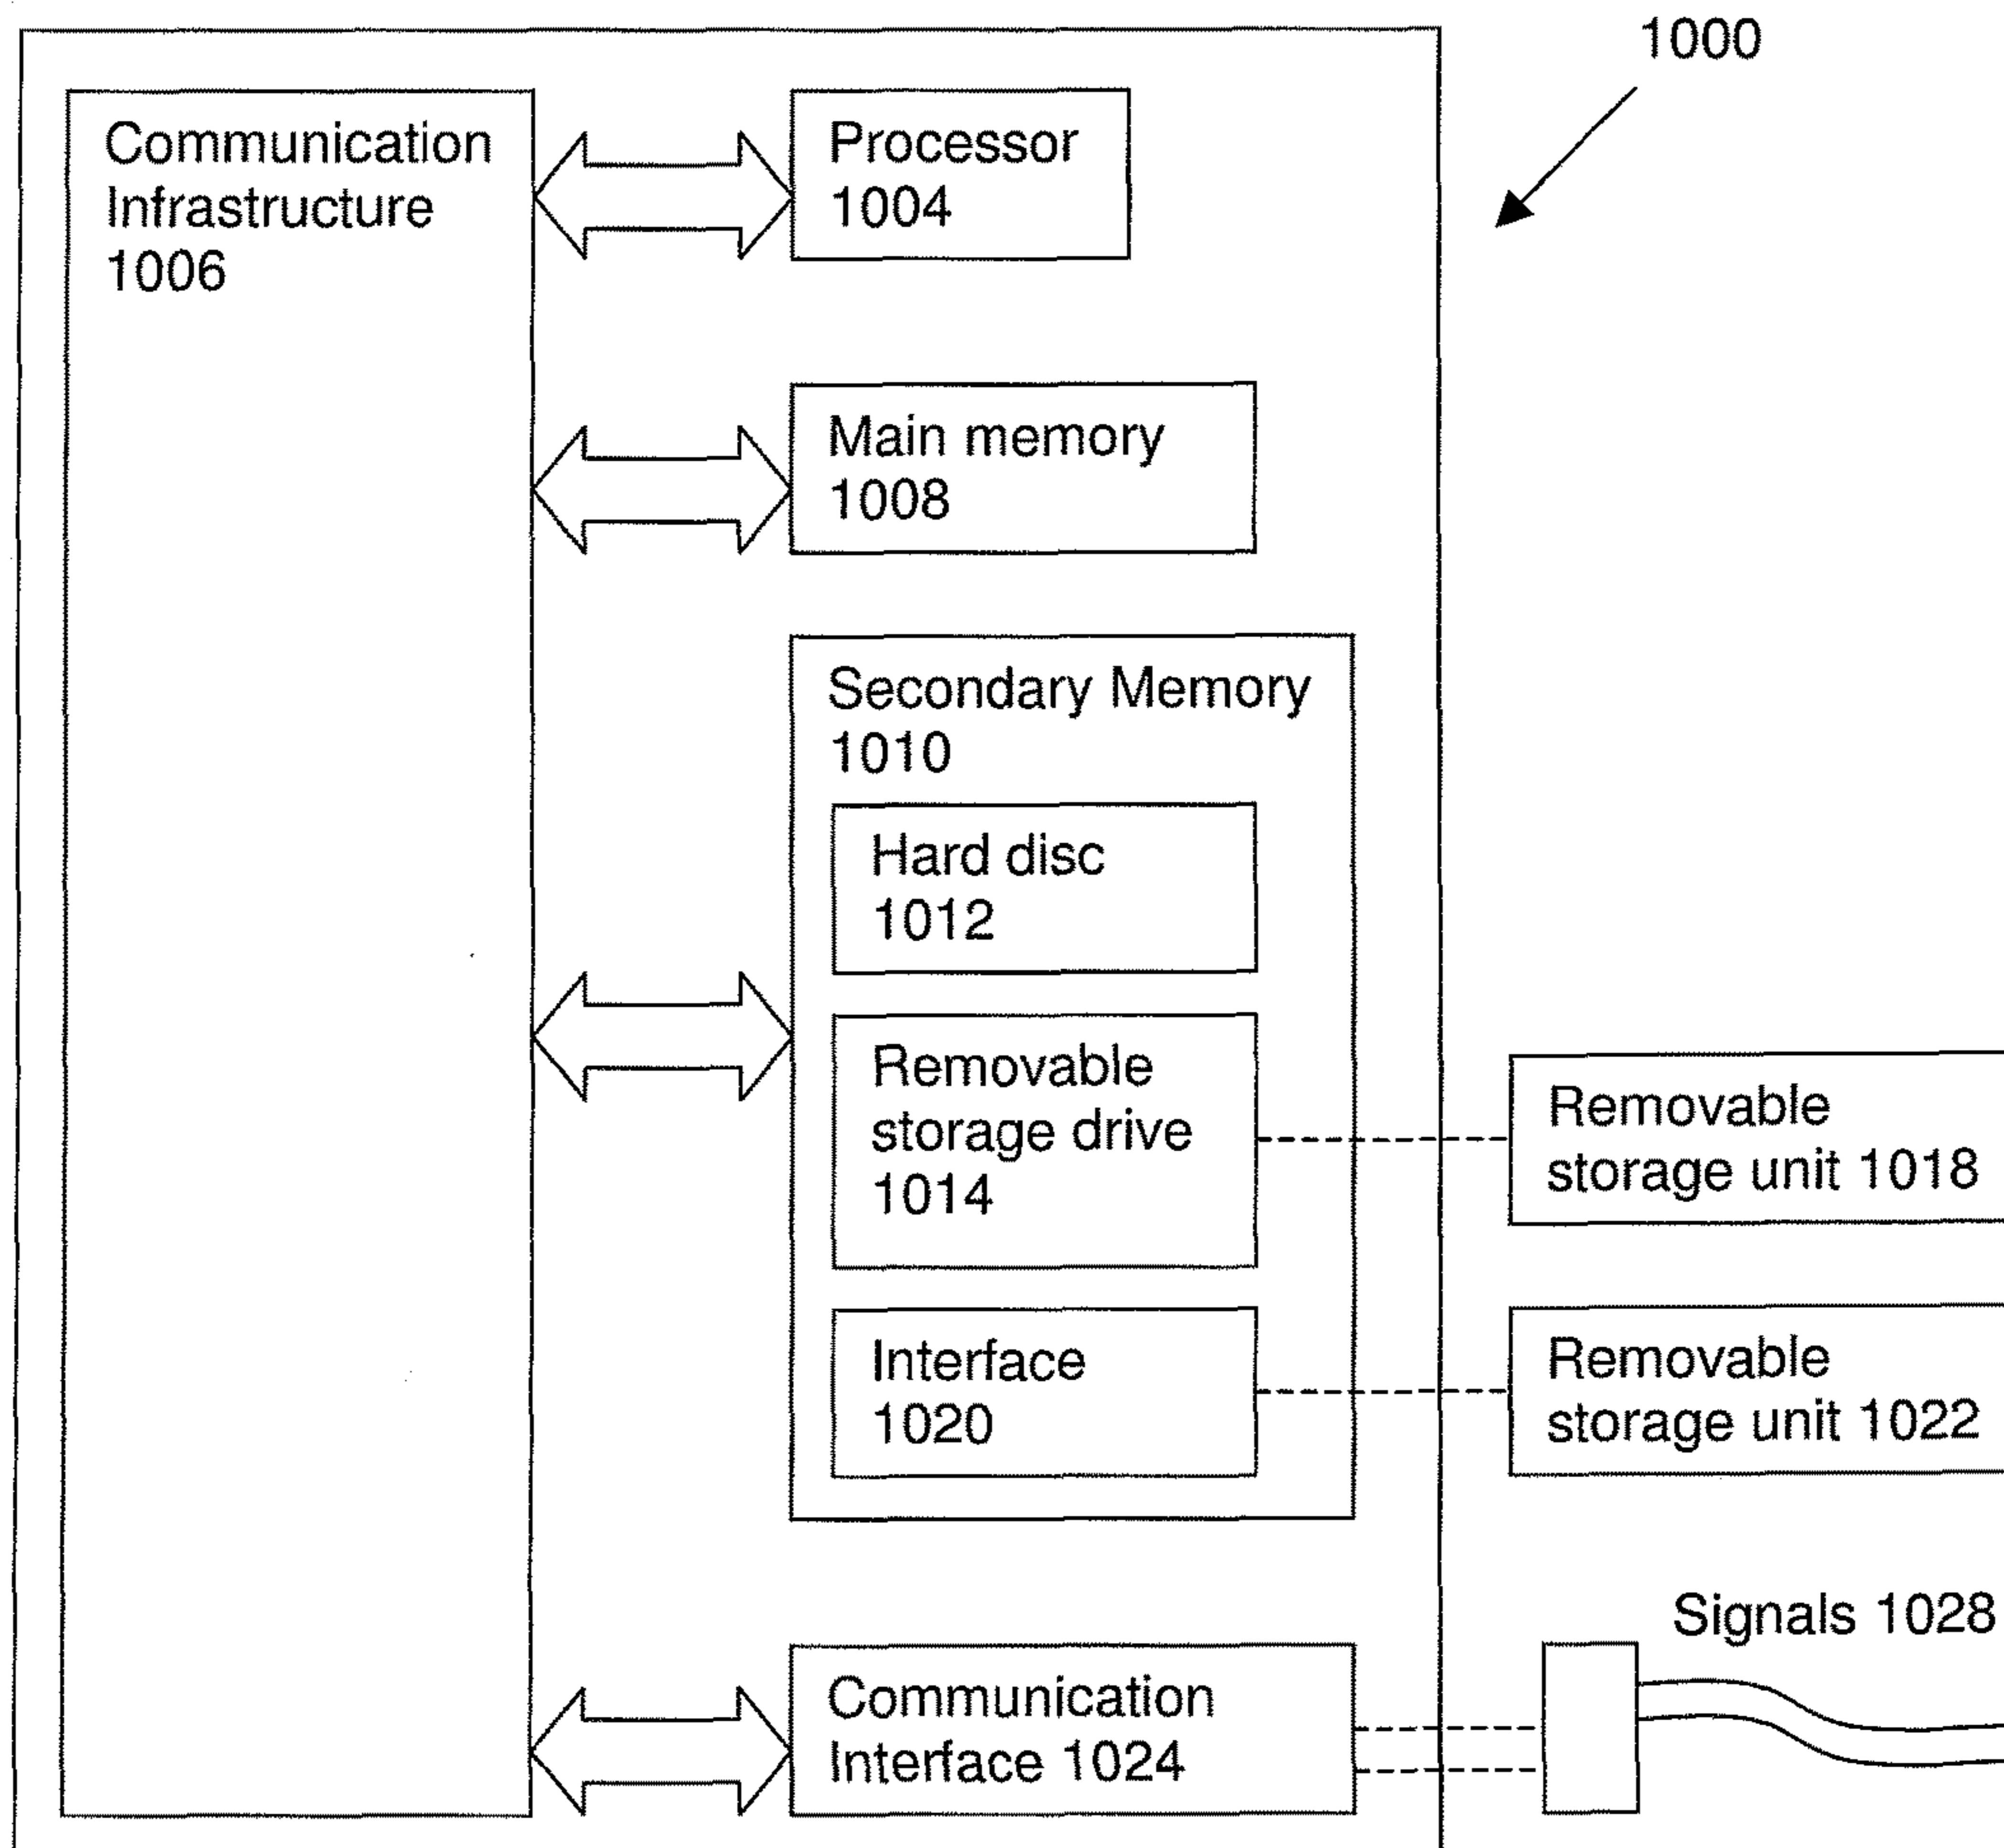 1000
Communication
Infrastructure
1006
Processor
1004
Main memory
1008
Secondary Memory
1010
Hard disc
1012
Removable
storage drive
1014
Removable
storage unit 1018
Interface
1020
Removable
storage unit 1022
Signals 1028
Communication
Interface 1024